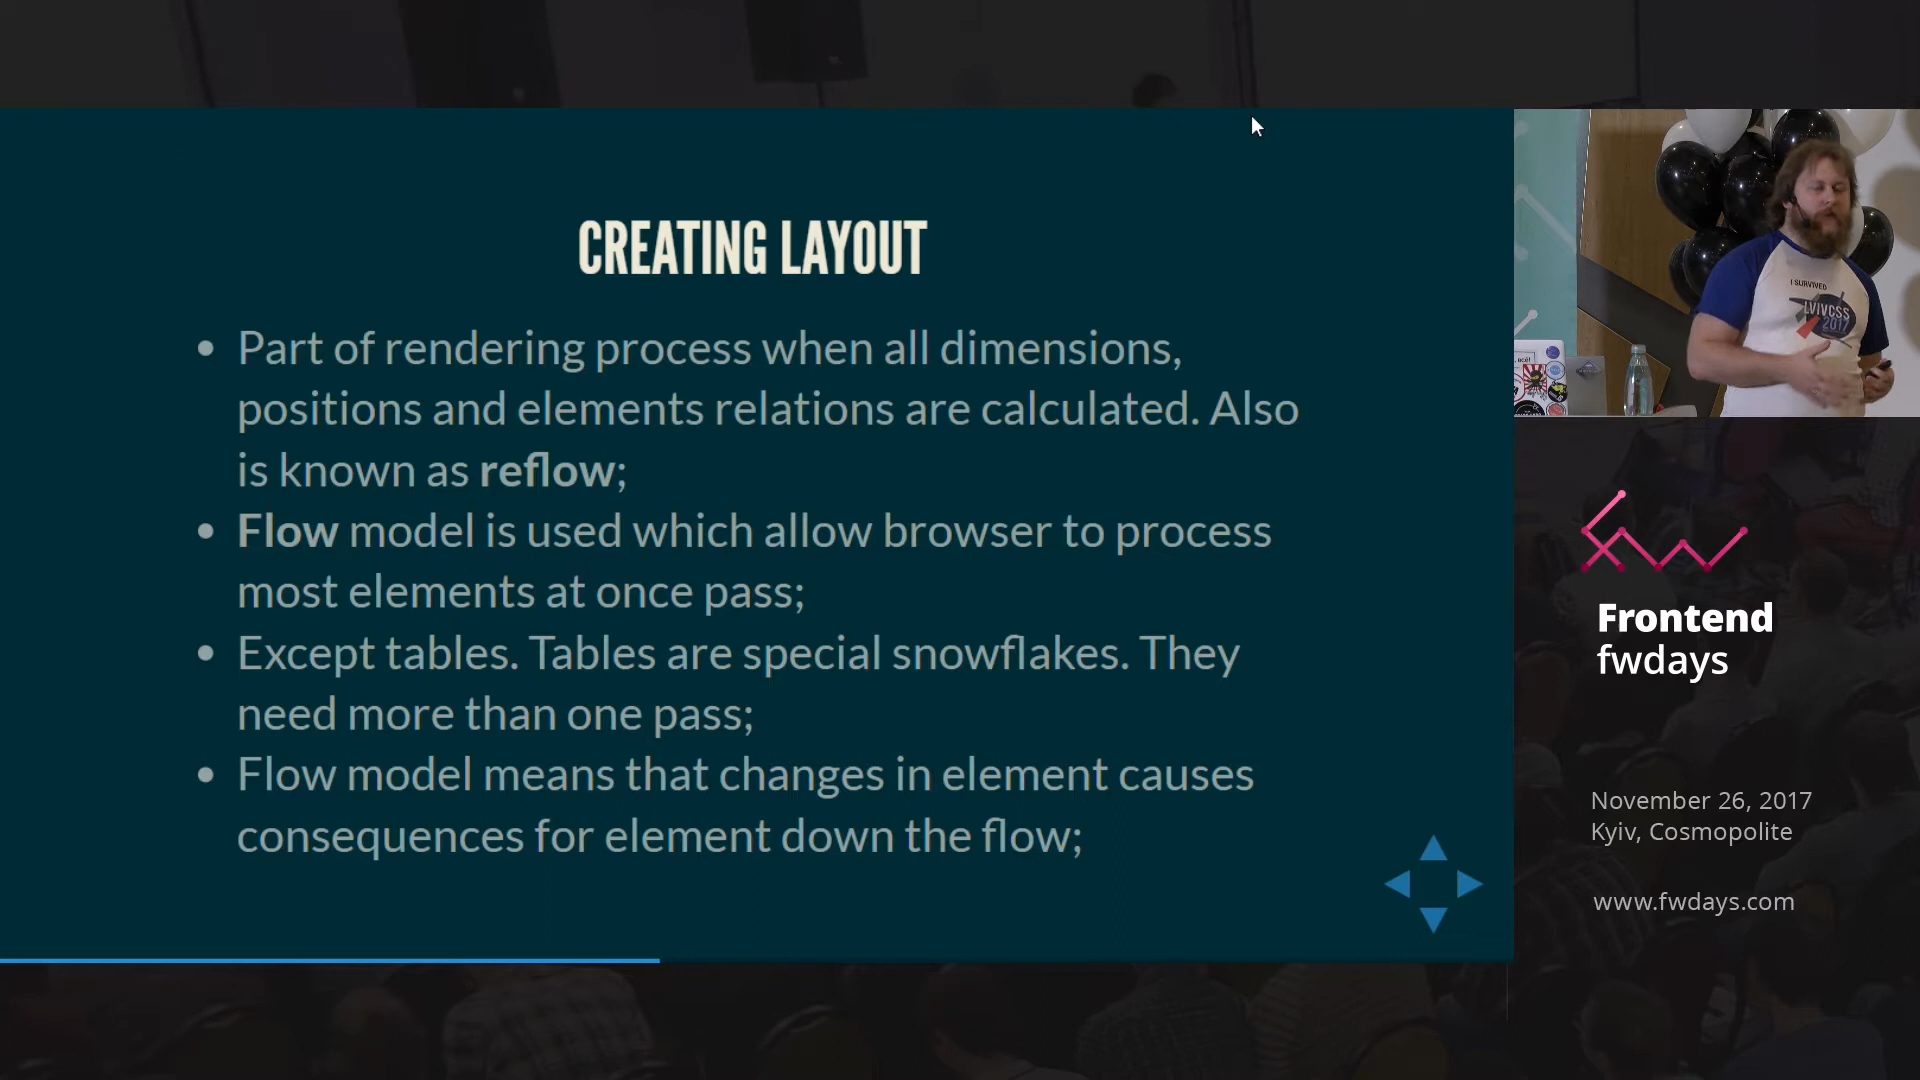 CREATING LAYOUT
• Part of rendering process when all dimensions,
positions and elements relations are calculated. Also
is known as reflow;
• Flow model is used which allow browser to process
most elements at once pass;
• Except tables. Tables are special snowflakes. They
need more than one pass;
• Flow model means that changes in element causes
consequences for element down the flow;
I SURVIVED
LVIVCSS
2017
Frontend
fwdays
November 26, 2017
Kyiv, Cosmopolite
www.fwdays.com